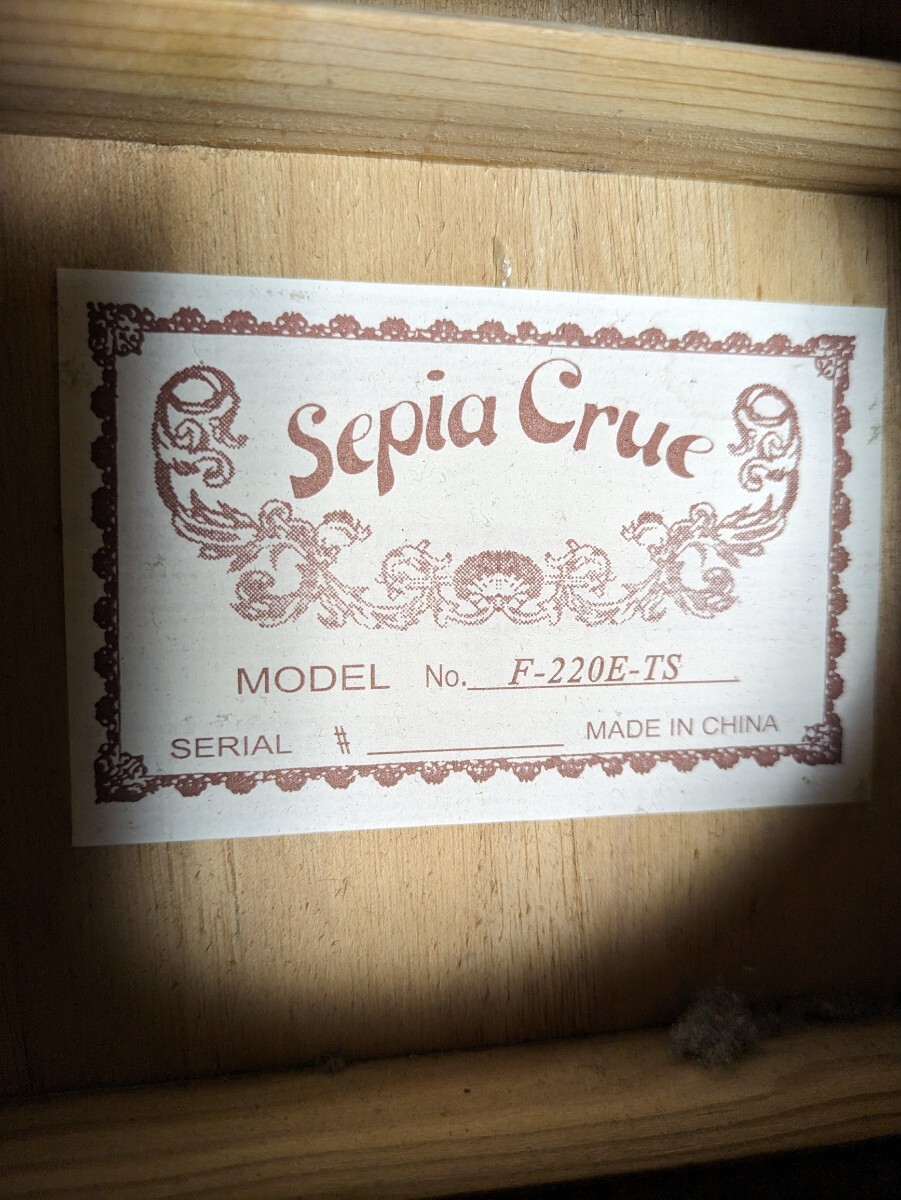 Sepia Crue
MODEL No. F-220E-TS
SERIAL # MADE IN CHINA